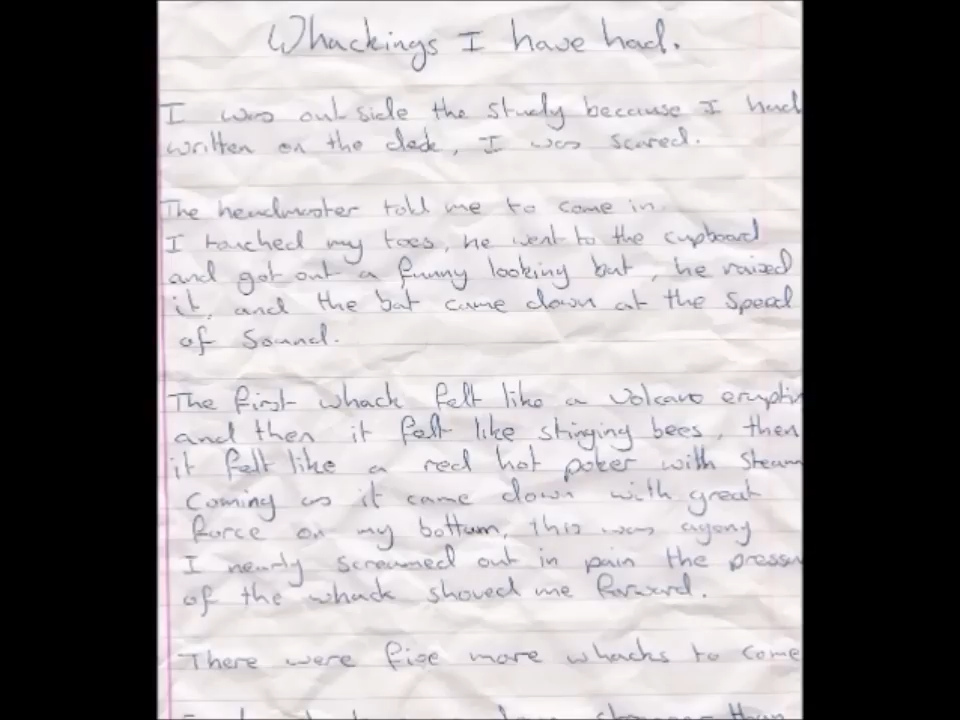 Whackings I have had.
I was outside the study because I had
written on the desk, I was scared.
The headmaster told me to come in.
I touched my toes, he went to the cupboard
and got out a funny looking bat, he raised
it, and the bat came down at the speed
of sound.
The first whack felt like a volcano eruptin
and then it felt like stinging bees, then
it felt like a red hot poker with steam
coming as it came down with great
force on my bottom, this was agony
I nearly screamed out in pain the pressu
of the whack shoved me forward.
There were five more whacks to come